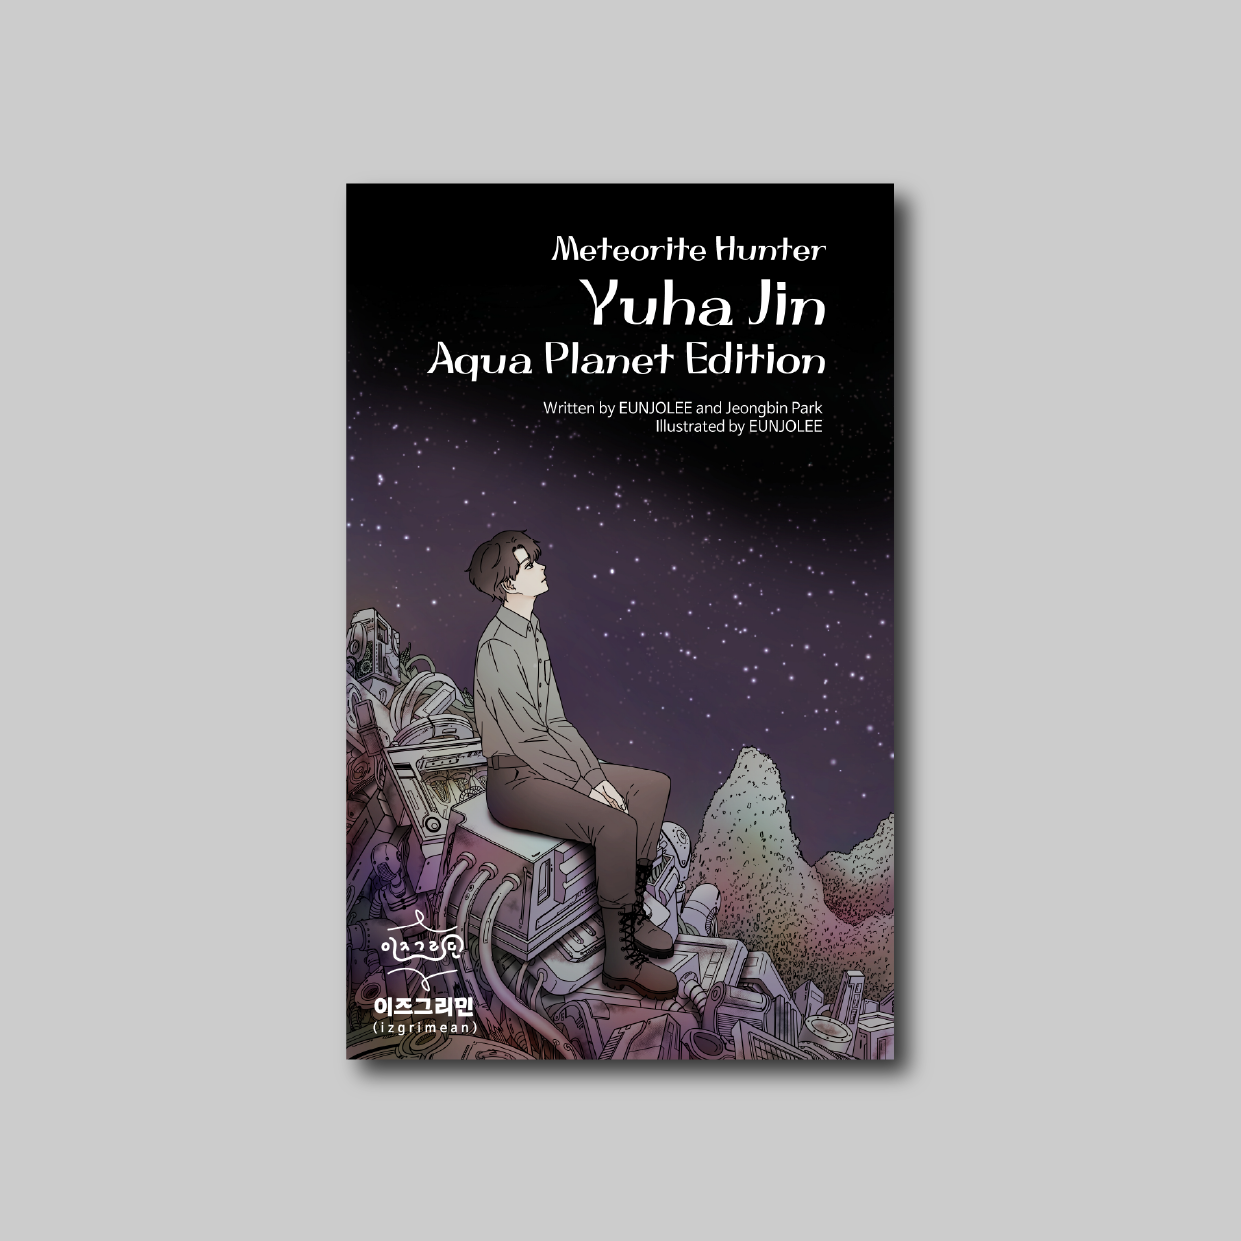 Meteorite Hunter
Yuha Jin
Aqua Planet Edition
Written by EUNJOLEE and Jeongbin Park
Illustrated by EUNJOLEE
이즈그리민
이즈그리민
(izgrimean)